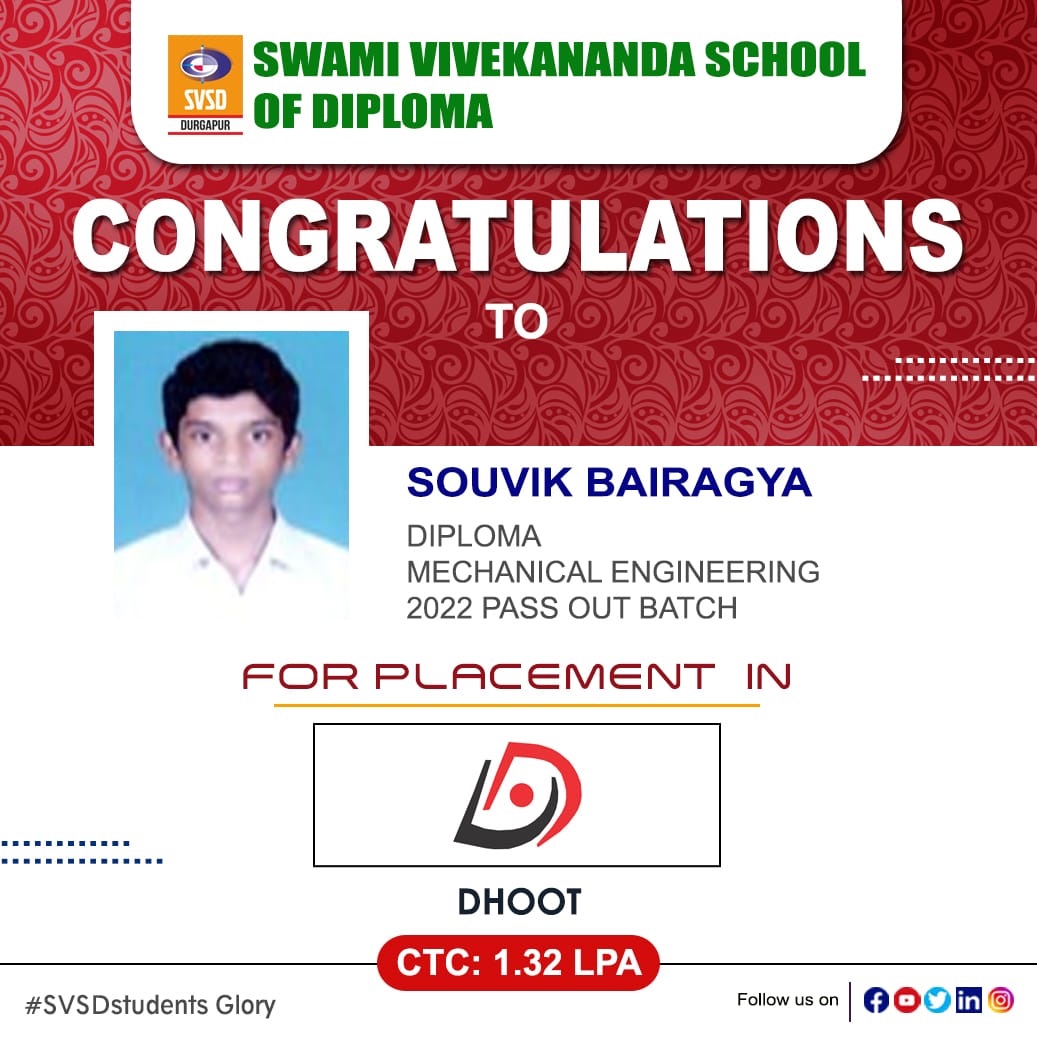 SVSD
DURGAPUR
SWAMI VIVEKANANDA SCHOOL
OF DIPLOMA
CONGRATULATIONS
TO
SOUVIK BAIRAGYA
DIPLOMA
MECHANICAL ENGINEERING
2022 PASS OUT BATCH
FOR PLACEMENT IN
DHOOT
CTC: 1.32 LPA
#SVSDstudents Glory
Follow us on